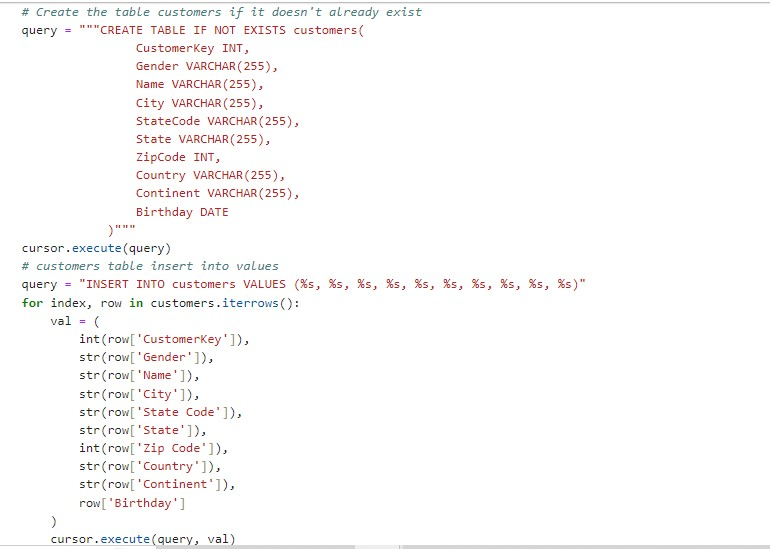 # Create the table customers if it doesn't already exist
query = """CREATE TABLE IF NOT EXISTS customers(
CustomerKey INT,
Gender VARCHAR(255),
Name VARCHAR(255),
City VARCHAR(255),
StateCode VARCHAR(255),
State VARCHAR(255),
ZipCode INT,
Country VARCHAR(255),
Continent VARCHAR(255),
Birthday DATE
)"""
cursor.execute(query)
# customers table insert into values
query = "INSERT INTO customers VALUES (%s, %s, %s, %s, %s, %s, %s, %s, %s, %s)"
for index, row in customers.iterrows():
val = (
int(row['CustomerKey']),
str(row['Gender']),
str(row['Name']),
str(row['City']),
str(row['State Code']),
str(row['State']),
int(row['Zip Code']),
str(row['Country']),
str(row['Continent']),
row['Birthday']
)
cursor.execute(query, val)